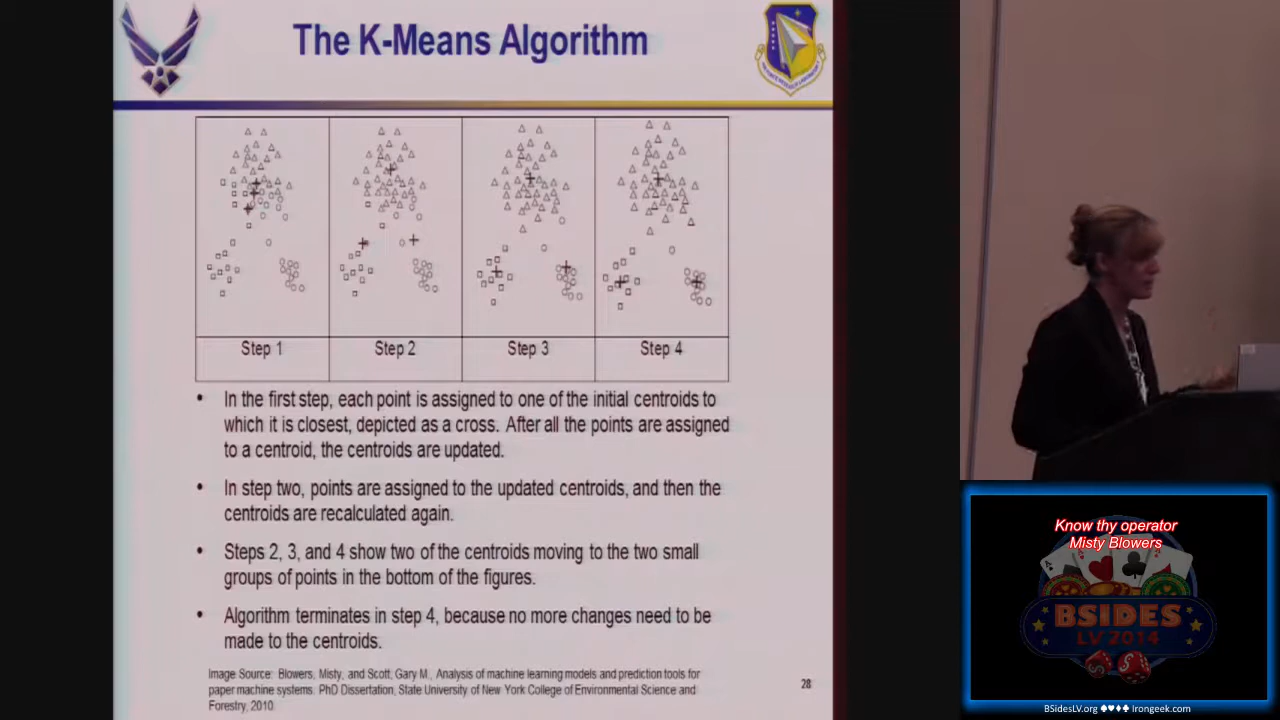 The K-Means Algorithm
Step 1
Step 2
Step 3
Step 4
• In the first step, each point is assigned to one of the initial centroids to
which it is closest, depicted as a cross. After all the points are assigned
to a centroid, the centroids are updated.
• In step two, points are assigned to the updated centroids, and then the
centroids are recalculated again.
• Steps 2, 3, and 4 show two of the centroids moving to the two small
groups of points in the bottom of the figures.
• Algorithm terminates in step 4, because no more changes need to be
made to the centroids.
Image Source: Blowers, Misty, and Scott, Gary M., Analysis of machine learning models and prediction tools for
paper machine systems. PhD Dissertation, State University of New York College of Environmental Science and
Forestry, 2010.
28
Know thy operator
Misty Blowers
BSIDES
LV 2014
BSidesLV.org ♠♥♦♣ Irongeek.com